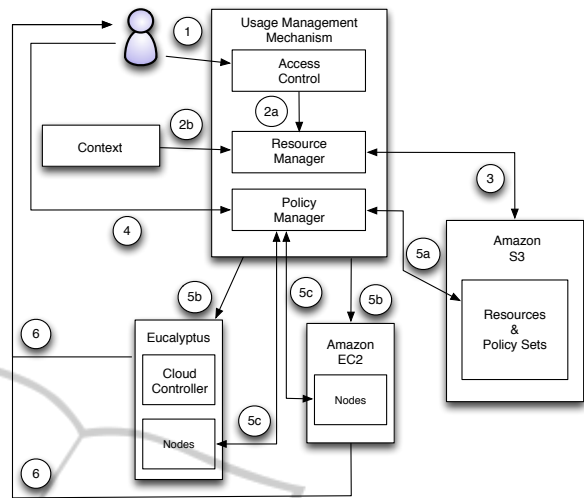 Usage Management
Mechanism
1
Access
Control
2a
2b
Context
Resource
Manager
3
Policy
Manager
4
Amazon
S3
5a
Resources
&
Policy Sets
5b
5c
5b
6
Eucalyptus
Cloud
Controller
Nodes
Amazon
EC2
Nodes
5c
6